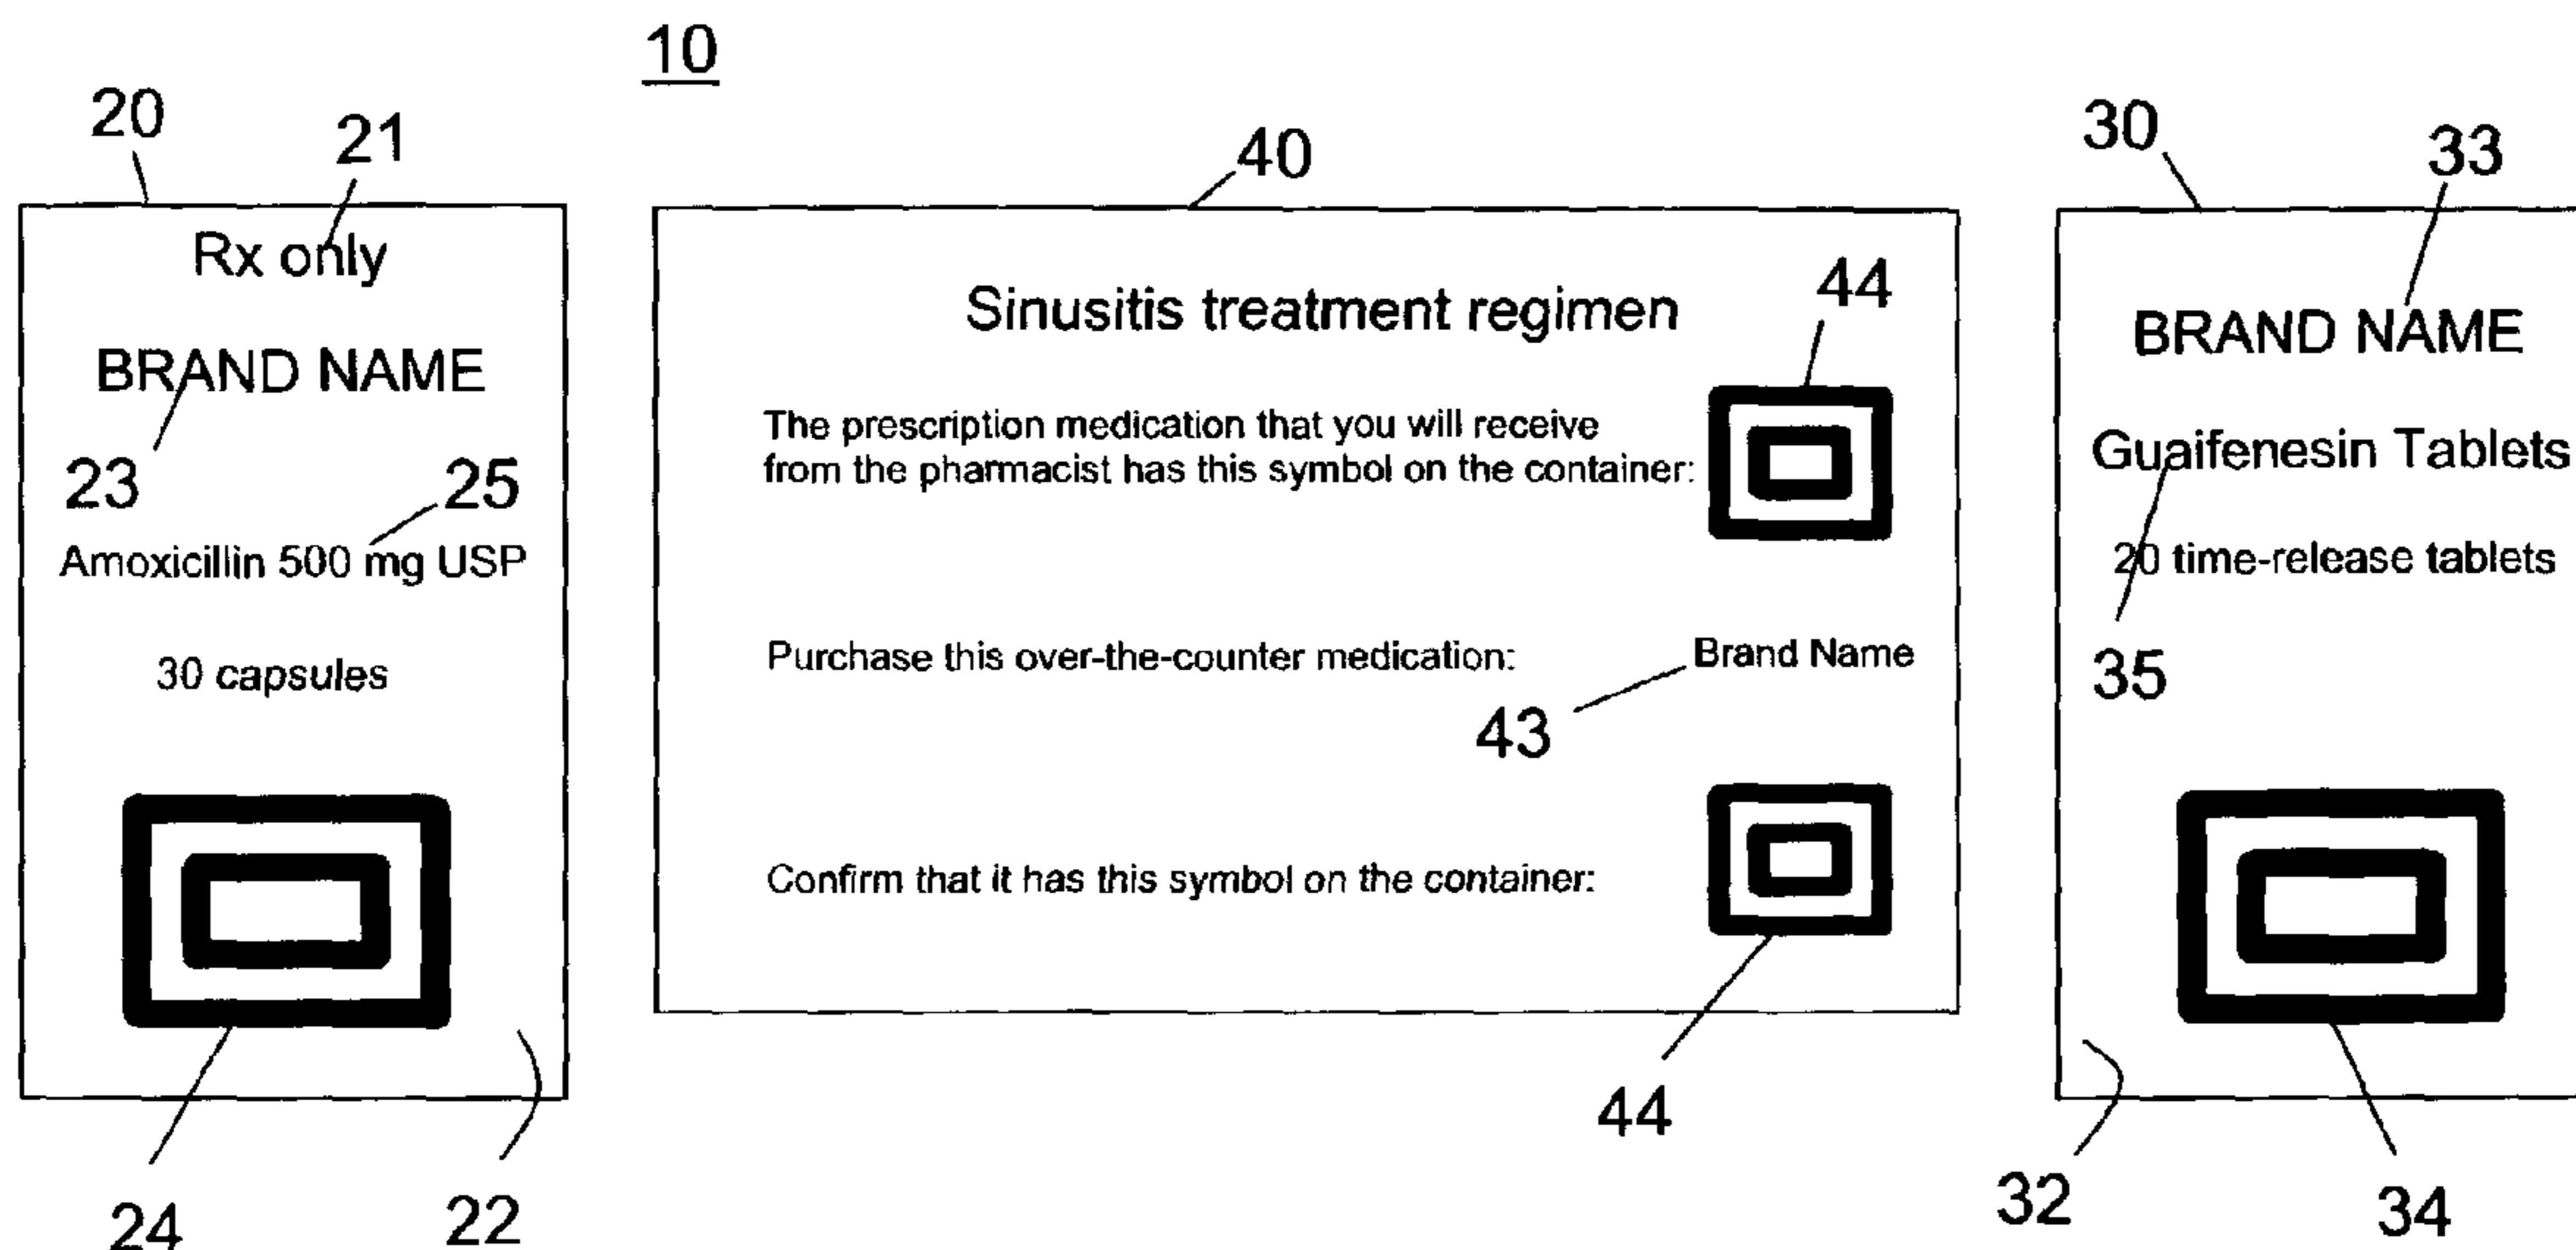 10
20
21
Rx only
BRAND NAME
23
25
Amoxicillin 500 mg USP
30 capsules
24
22
40
Sinusitis treatment regimen
44
The prescription medication that you will receive
from the pharmacist has this symbol on the container:
Purchase this over-the-counter medication:
Brand Name
43
Confirm that it has this symbol on the container:
44
30
33
BRAND NAME
Guaifenesin Tablets
20 time-release tablets
35
32
34